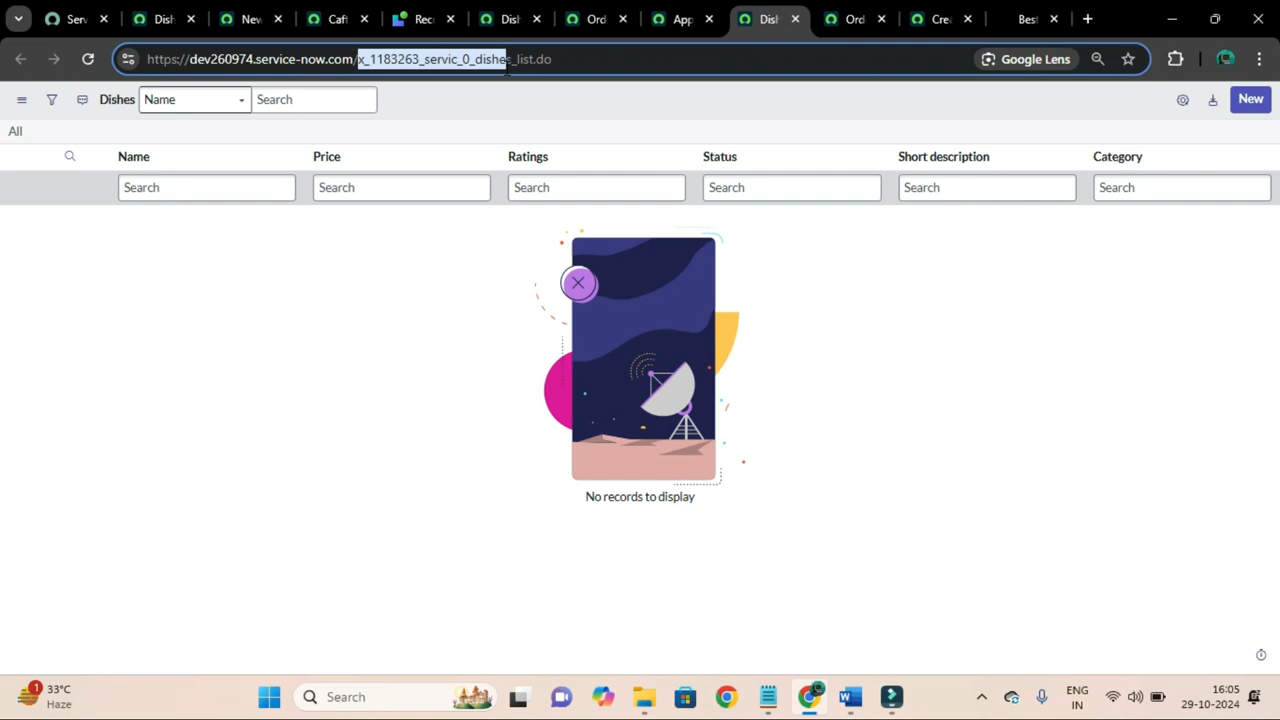 Serv
Dish
New
Caft
Rec
Dish
Ord
App
Dish
Ord
Crea
Best
https://dev260974.service-now.com/x_1183263_servic_0_dishes_list.do
Google Lens
Dishes
Name
Search
New
All
Name
Price
Ratings
Status
Short description
Category
Search
Search
Search
Search
Search
Search
No records to display
1
33°C
Haze
Search
ENG
IN
16:05
29-10-2024